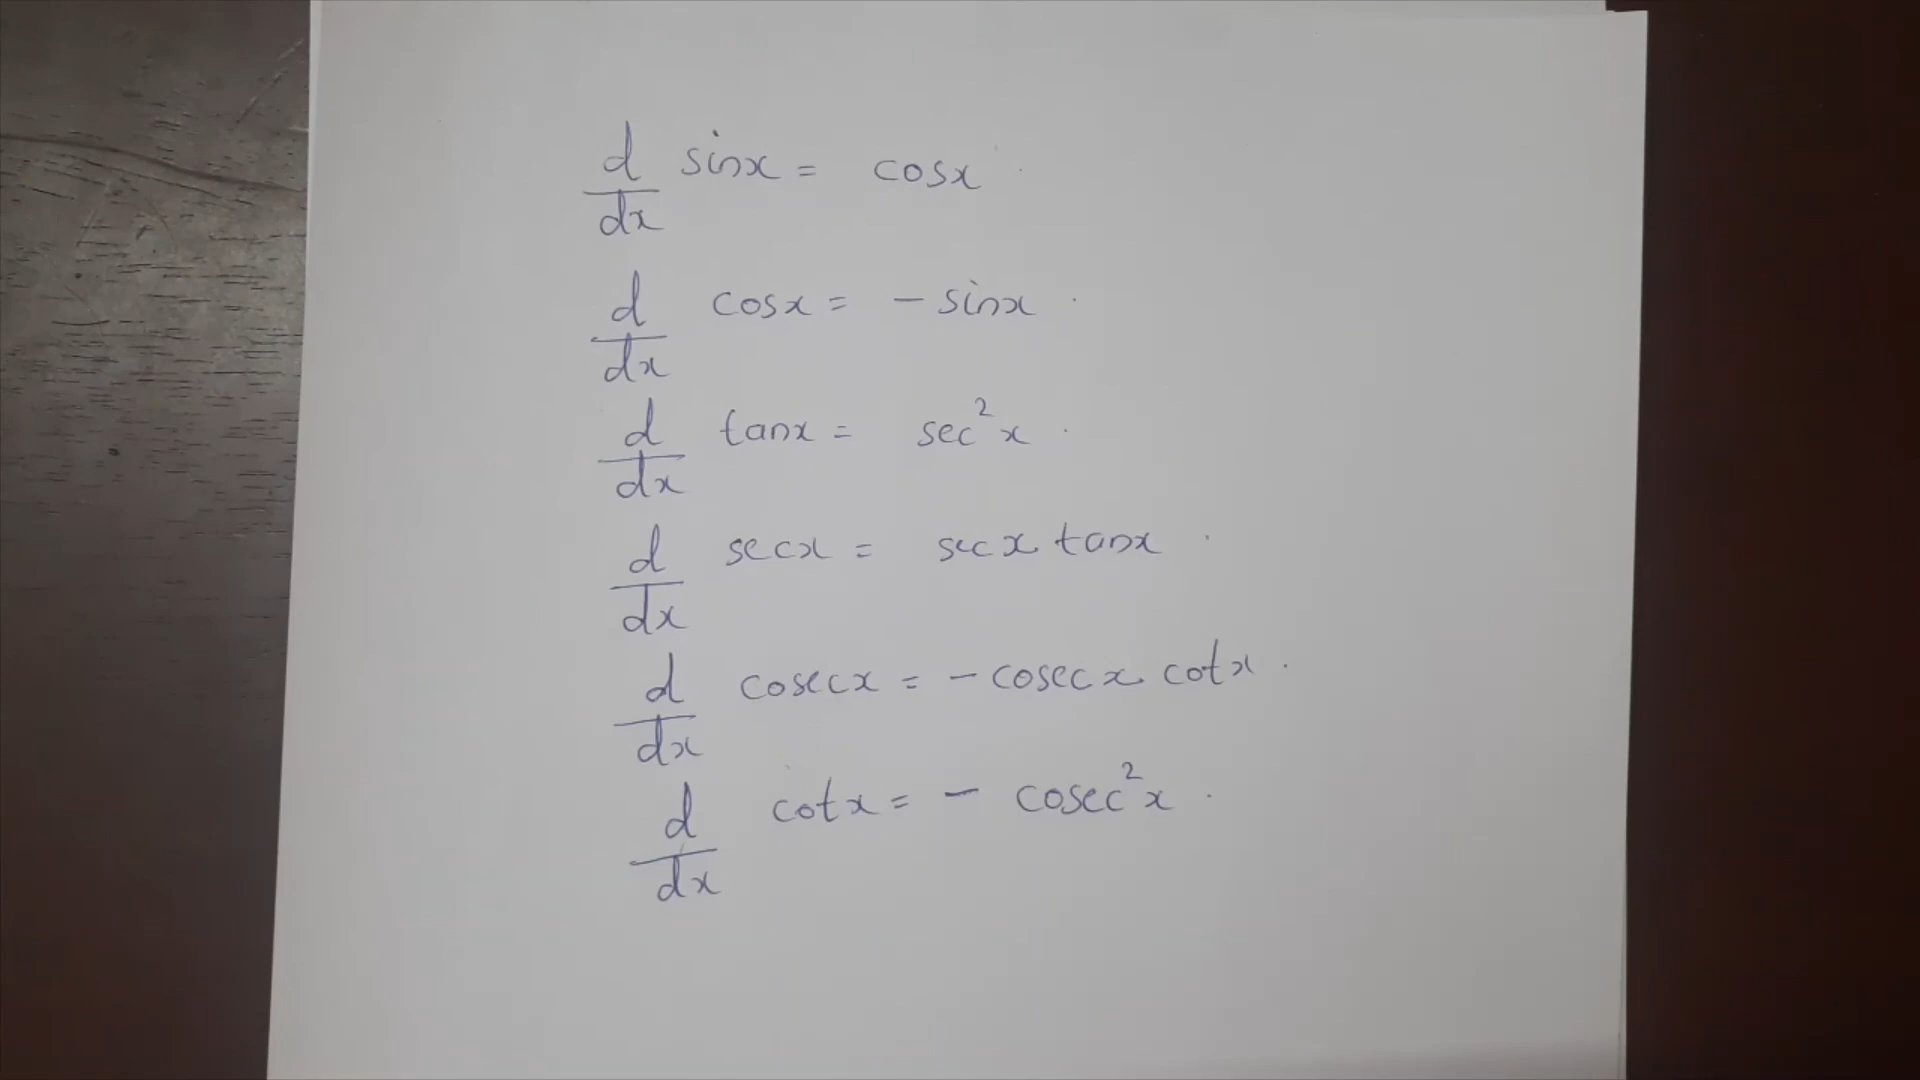 d/dx sinx = cosx.
d/dx cosx = - sinx.
d/dx tanx = sec²x.
d/dx secx = secx tanx.
d/dx cosecx = - cosecx cotx.
d/dx cotx = - cosec²x.